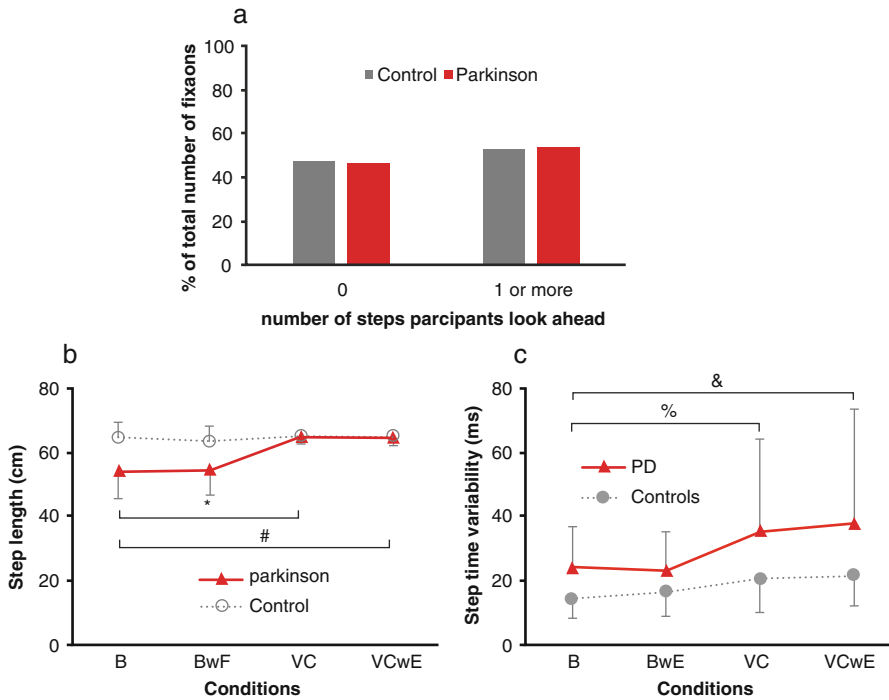 a
100
80
60
40
20
0
% of total number of fixaons
Control Parkinson
0 1 or more
number of steps parcipants look ahead
b
80
60
40
20
0
Step length (cm)
*
#
parkinson
Control
B BwF VC VCwE
Conditions
c
80
60
40
20
0
Step time variability (ms)
&
%
PD
Controls
B BwE VC VCwE
Conditions